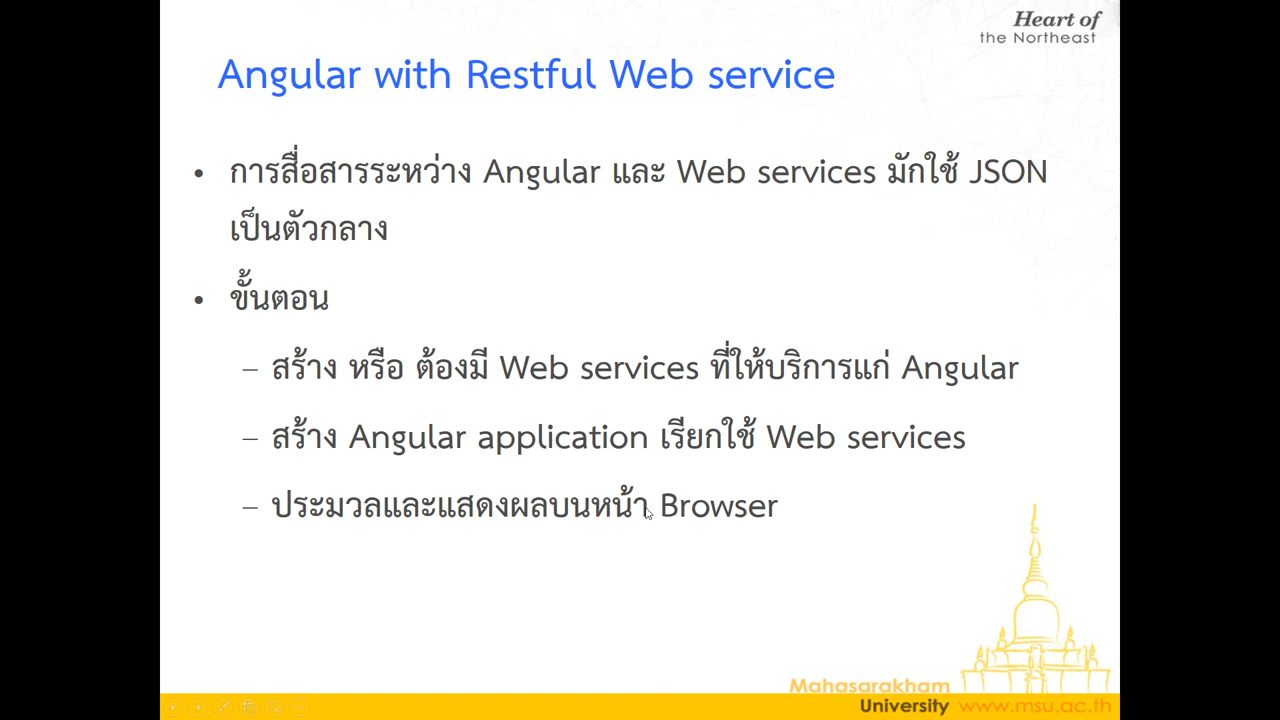 Heart of
the Northeast
Angular with Restful Web service
• การสื่อสารระหว่าง Angular และ Web services มักใช้ JSON
เป็นตัวกลาง
• ขั้นตอน
– สร้าง หรือ ต้องมี Web services ที่ให้บริการแก่ Angular
– สร้าง Angular application เรียกใช้ Web services
– ประมวลและแสดงผลบนหน้า Browser
Mahasarakham
University www.msu.ac.th